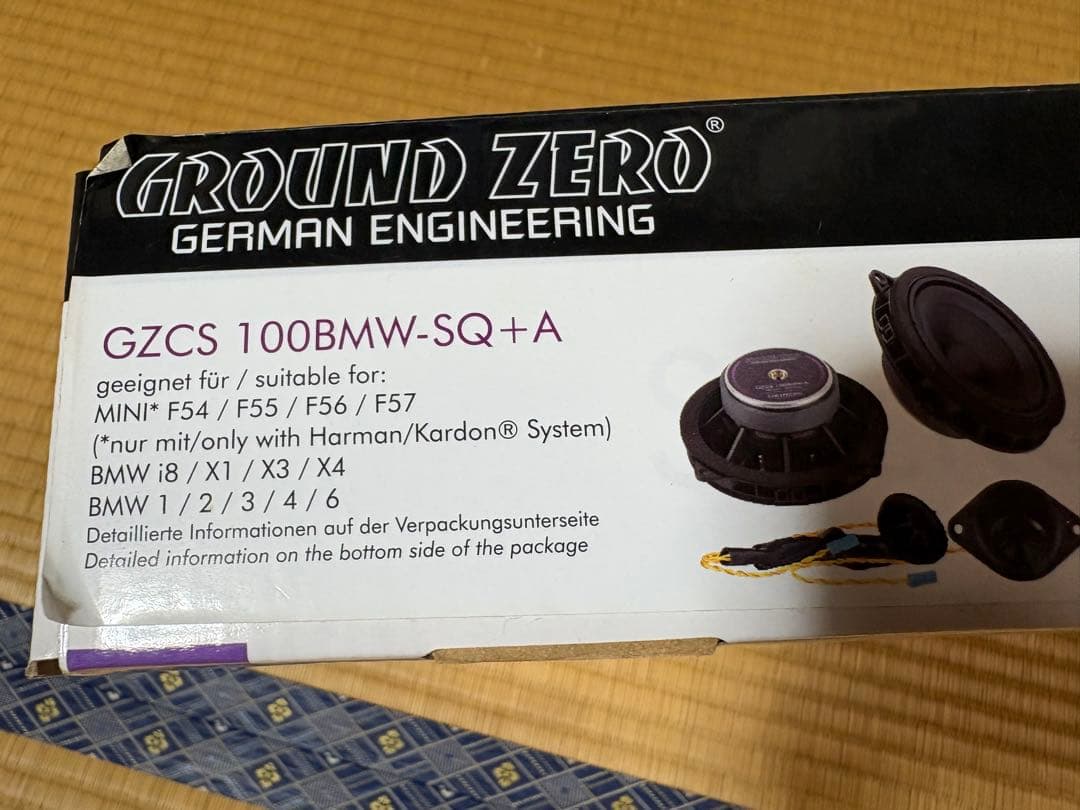 GROUND ZERO®
GERMAN ENGINEERING
GZCS 100BMW-SQ+A
geeignet für / suitable for:
MINI* F54 / F55 / F56 / F57
(*nur mit/only with Harman/Kardon® System)
BMW i8 / X1 / X3 / X4
BMW 1 / 2 / 3 / 4 / 6
Detaillierte Informationen auf der Verpackungsunterseite
Detailed information on the bottom side of the package